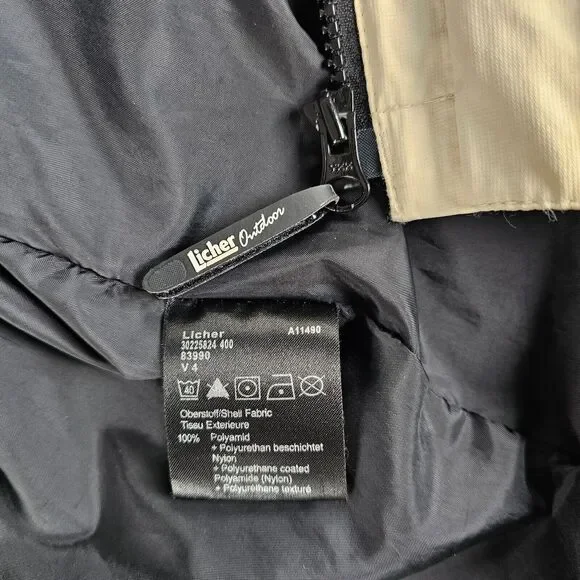 YKK
Licher Outdoor
Licher A11490
30225824 400
83990
V 4
40
Oberstoff/Shell Fabric
Tissu Exterieure
100% Polyamid
+ Polyurethan beschichtet
Nylon
+ Polyurethane coated
Polyamide (Nylon)
+ Polyuréthane texturé